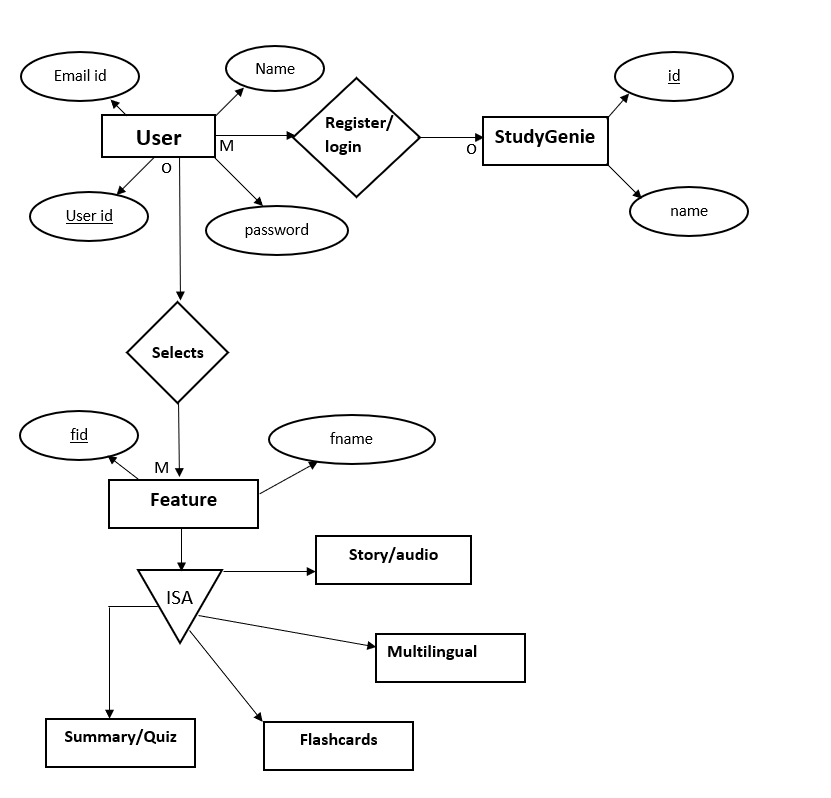 Email id
Name
id
User
M
Register/
login
O
StudyGenie
O
User id
password
name
Selects
fid
fname
M
Feature
Story/audio
ISA
Multilingual
Summary/Quiz
Flashcards